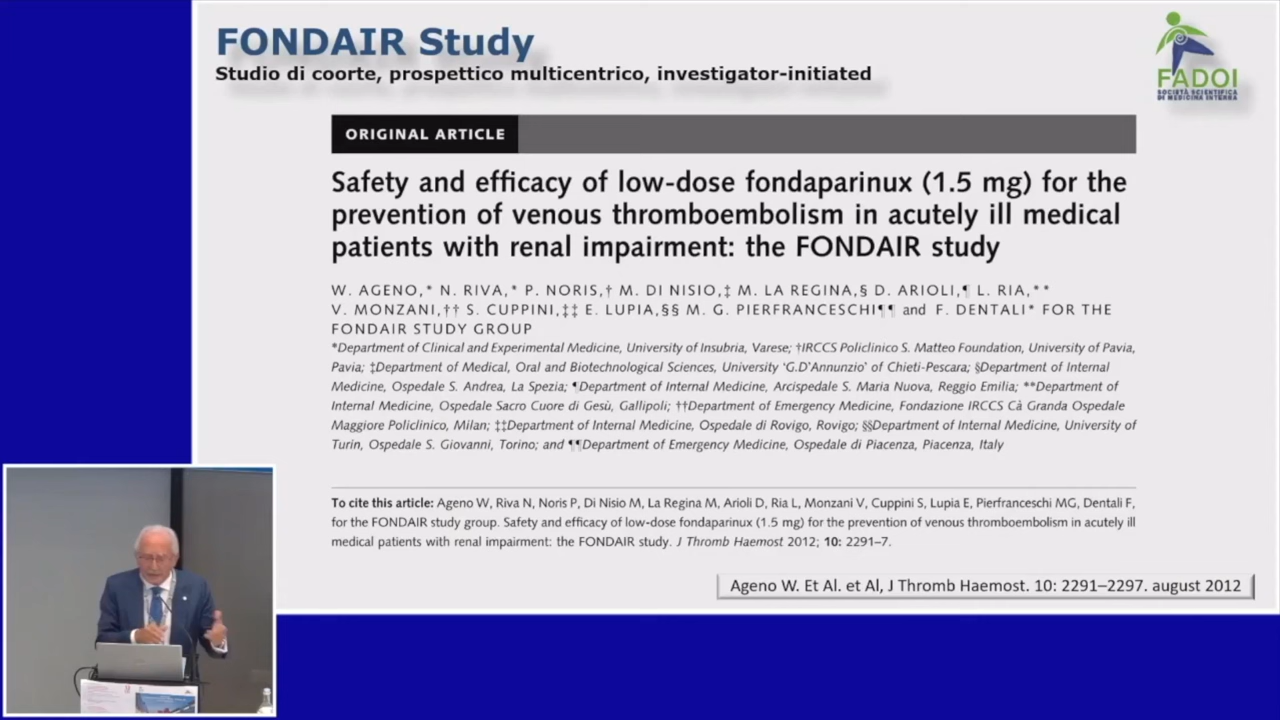 FONDAIR Study
Studio di coorte, prospettico multicentrico, investigator-initiated
FADOI
SOCIETÀ SCIENTIFICA
DI MEDICINA INTERNA
ORIGINAL ARTICLE
Safety and efficacy of low-dose fondaparinux (1.5 mg) for the
prevention of venous thromboembolism in acutely ill medical
patients with renal impairment: the FONDAIR study
W. AGENO,* N. RIVA,* P. NORIS,† M. DI NISIO,‡ M. LA REGINA,§ D. ARIOLI,¶ L. RIA,**
V. MONZANI,†† S. CUPPINI,‡‡ E. LUPIA,§§ M. G. PIERFRANCESCHI¶¶ and F. DENTALI* FOR THE
FONDAIR STUDY GROUP
*Department of Clinical and Experimental Medicine, University of Insubria, Varese; †IRCCS Policlinico S. Matteo Foundation, University of Pavia,
Pavia; ‡Department of Medical, Oral and Biotechnological Sciences, University ‘G.D’Annunzio’ of Chieti-Pescara; §Department of Internal
Medicine, Ospedale S. Andrea, La Spezia; ¶Department of Internal Medicine, Arcispedale S. Maria Nuova, Reggio Emilia; **Department of
Internal Medicine, Ospedale Sacro Cuore di Gesù, Gallipoli; ††Department of Emergency Medicine, Fondazione IRCCS Cà Granda Ospedale
Maggiore Policlinico, Milan; ‡‡Department of Internal Medicine, Ospedale di Rovigo, Rovigo; §§Department of Internal Medicine, University of
Turin, Ospedale S. Giovanni, Torino; and ¶¶Department of Emergency Medicine, Ospedale di Piacenza, Piacenza, Italy
To cite this article: Ageno W, Riva N, Noris P, Di Nisio M, La Regina M, Arioli D, Ria L, Monzani V, Cuppini S, Lupia E, Pierfranceschi MG, Dentali F,
for the FONDAIR study group. Safety and efficacy of low-dose fondaparinux (1.5 mg) for the prevention of venous thromboembolism in acutely ill
medical patients with renal impairment: the FONDAIR study. J Thromb Haemost 2012; 10: 2291–7.
Ageno W. Et Al. et Al, J Thromb Haemost. 10: 2291–2297. august 2012